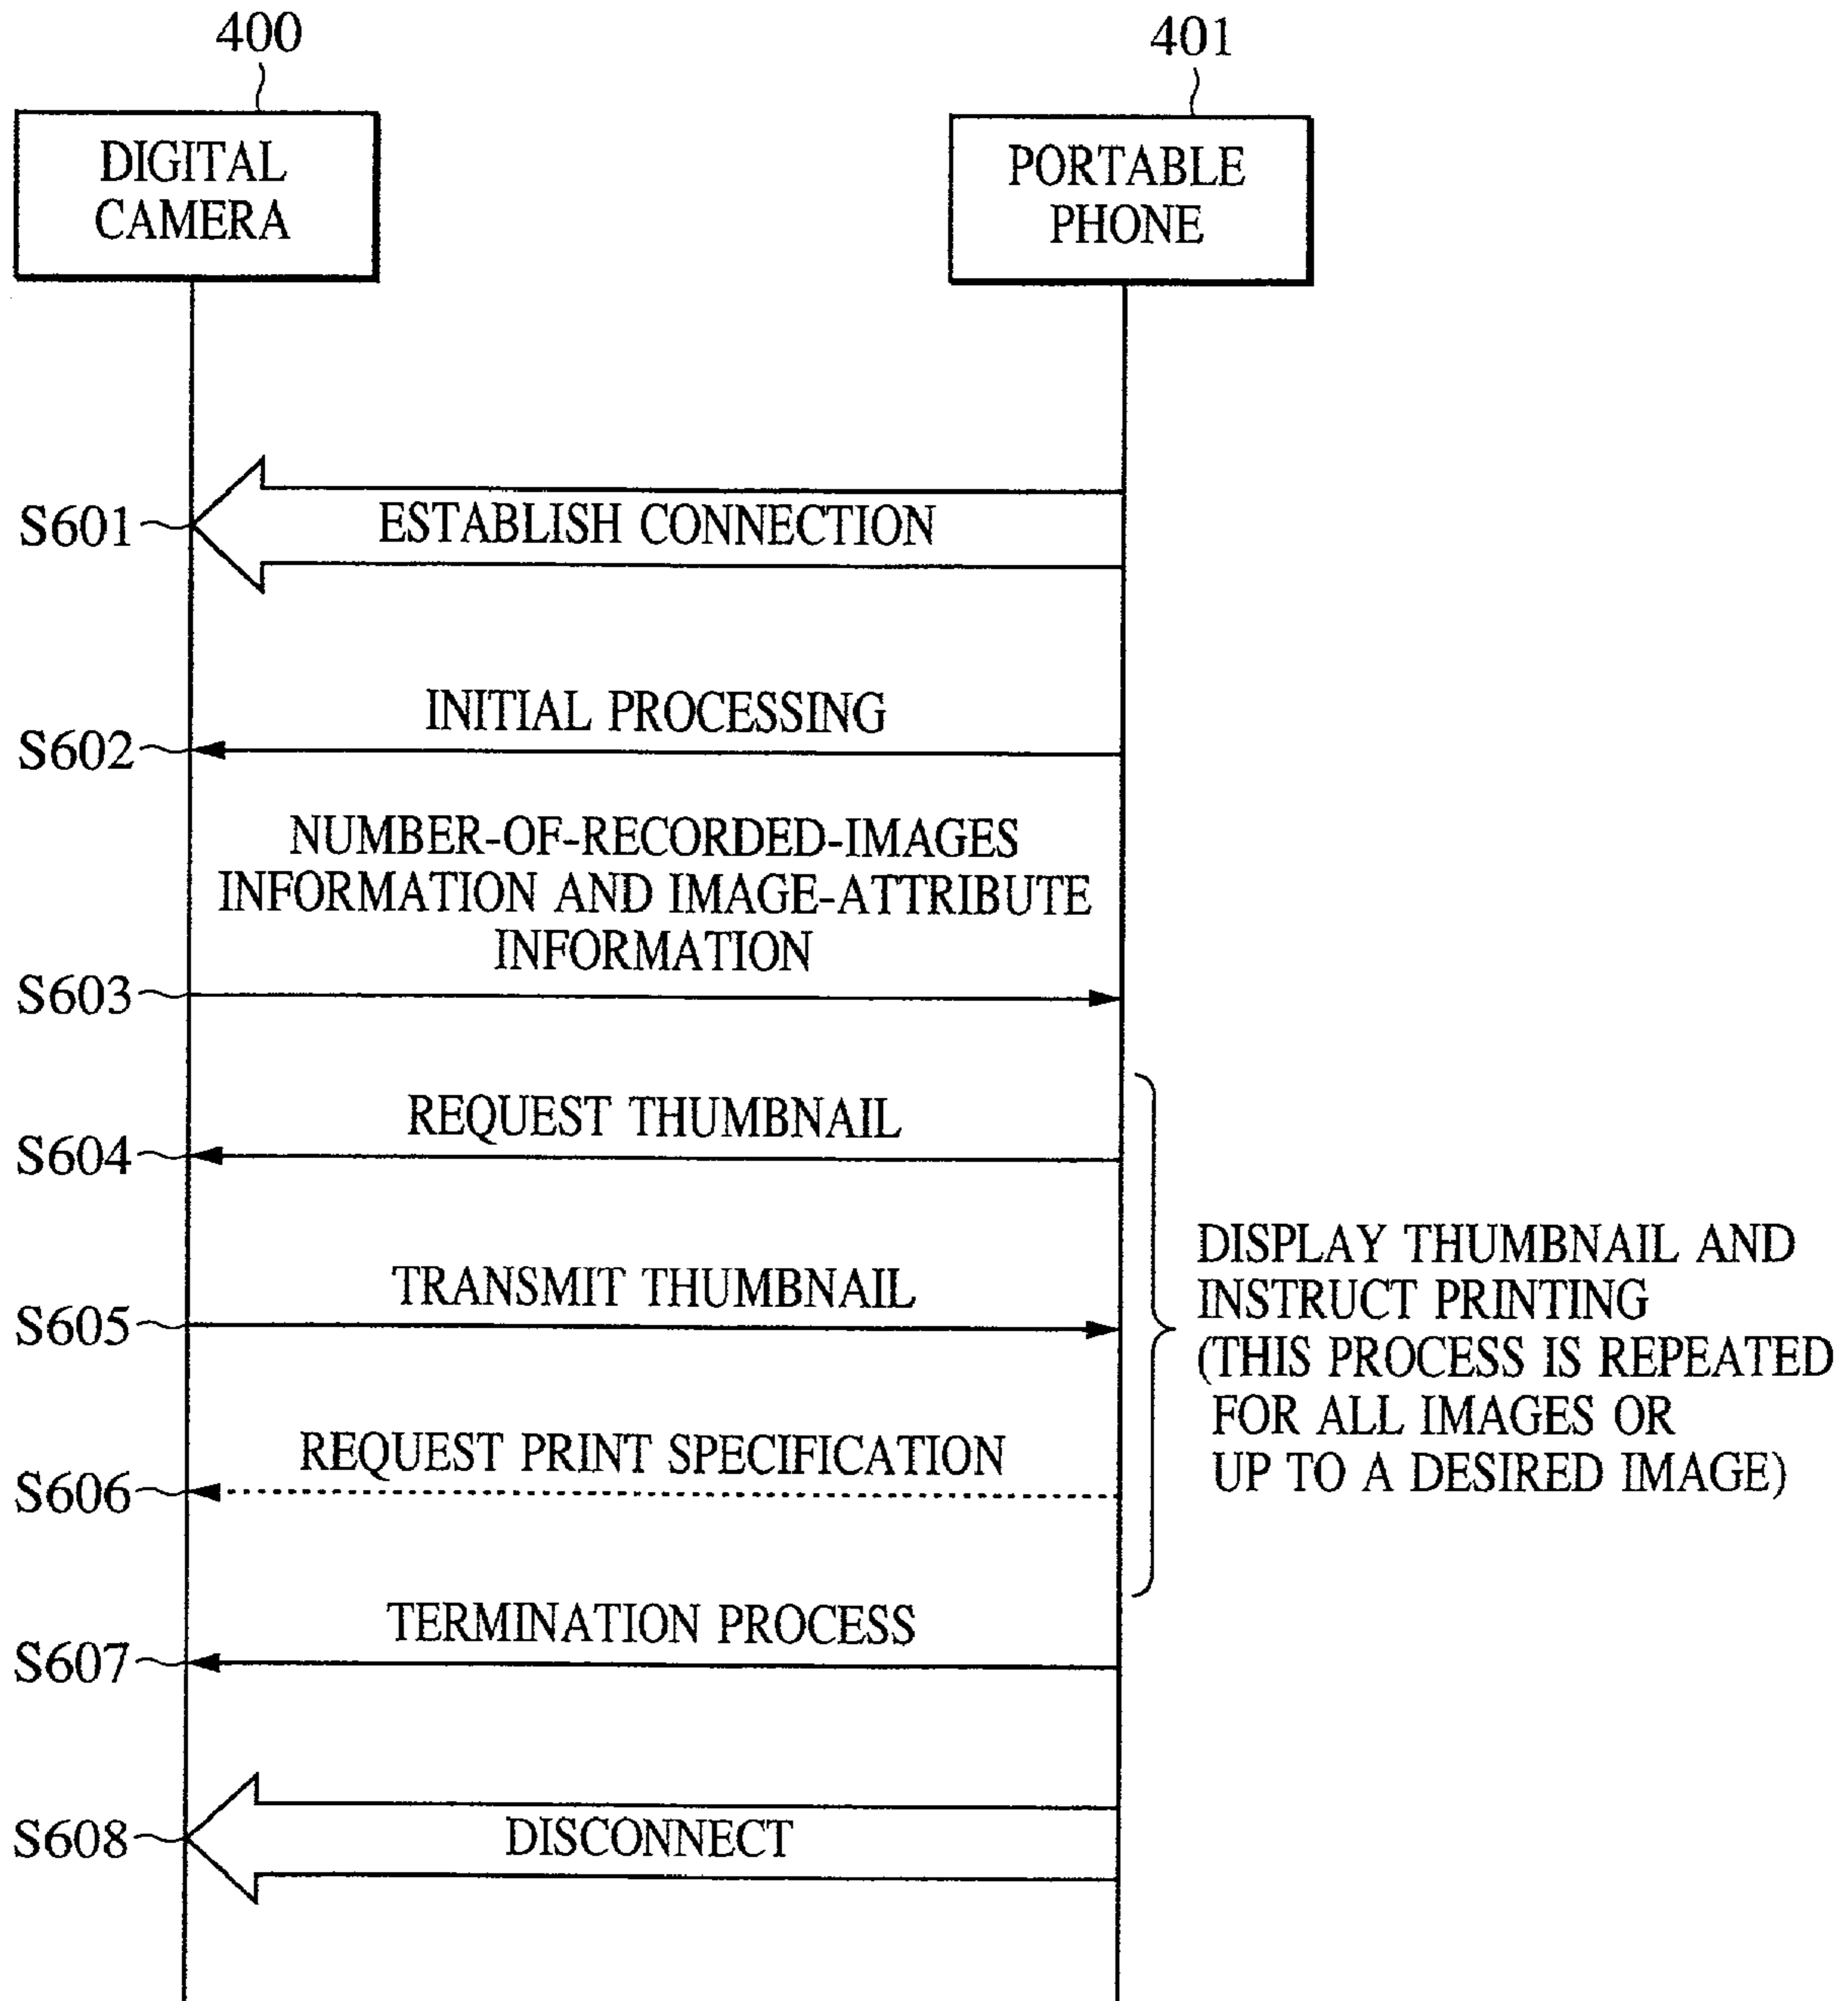 400
401
DIGITAL
CAMERA
PORTABLE
PHONE
S601
ESTABLISH CONNECTION
INITIAL PROCESSING
S602
NUMBER-OF-RECORDED-IMAGES
INFORMATION AND IMAGE-ATTRIBUTE
INFORMATION
S603
REQUEST THUMBNAIL
S604
TRANSMIT THUMBNAIL
S605
REQUEST PRINT SPECIFICATION
S606
DISPLAY THUMBNAIL AND
INSTRUCT PRINTING
(THIS PROCESS IS REPEATED
FOR ALL IMAGES OR
UP TO A DESIRED IMAGE)
TERMINATION PROCESS
S607
S608
DISCONNECT